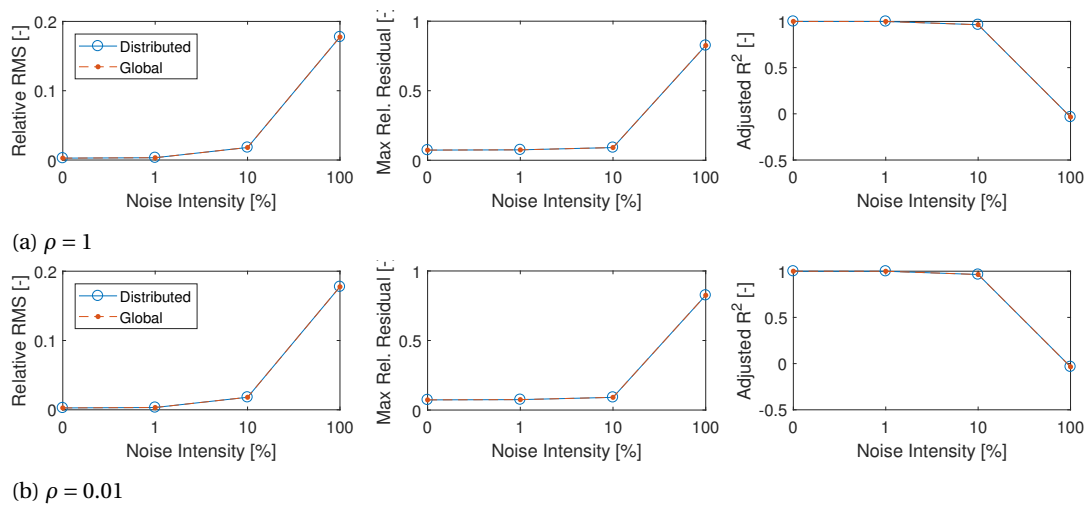 Relative RMS [-]
0.2
0.1
0
Distributed
Global
0 1 10 100
Noise Intensity [%]
Max Rel. Residual [-]
1
0.5
0
0 1 10 100
Noise Intensity [%]
Adjusted R²  [-]
1
0.5
0
-0.5
0 1 10 100
Noise Intensity [%]
(a) ρ = 1
Relative RMS [-]
0.2
0.1
0
Distributed
Global
0 1 10 100
Noise Intensity [%]
Max Rel. Residual [-]
1
0.5
0
0 1 10 100
Noise Intensity [%]
Adjusted R² [-]
1
0.5
0
-0.5
0 1 10 100
Noise Intensity [%]
(b) ρ = 0.01